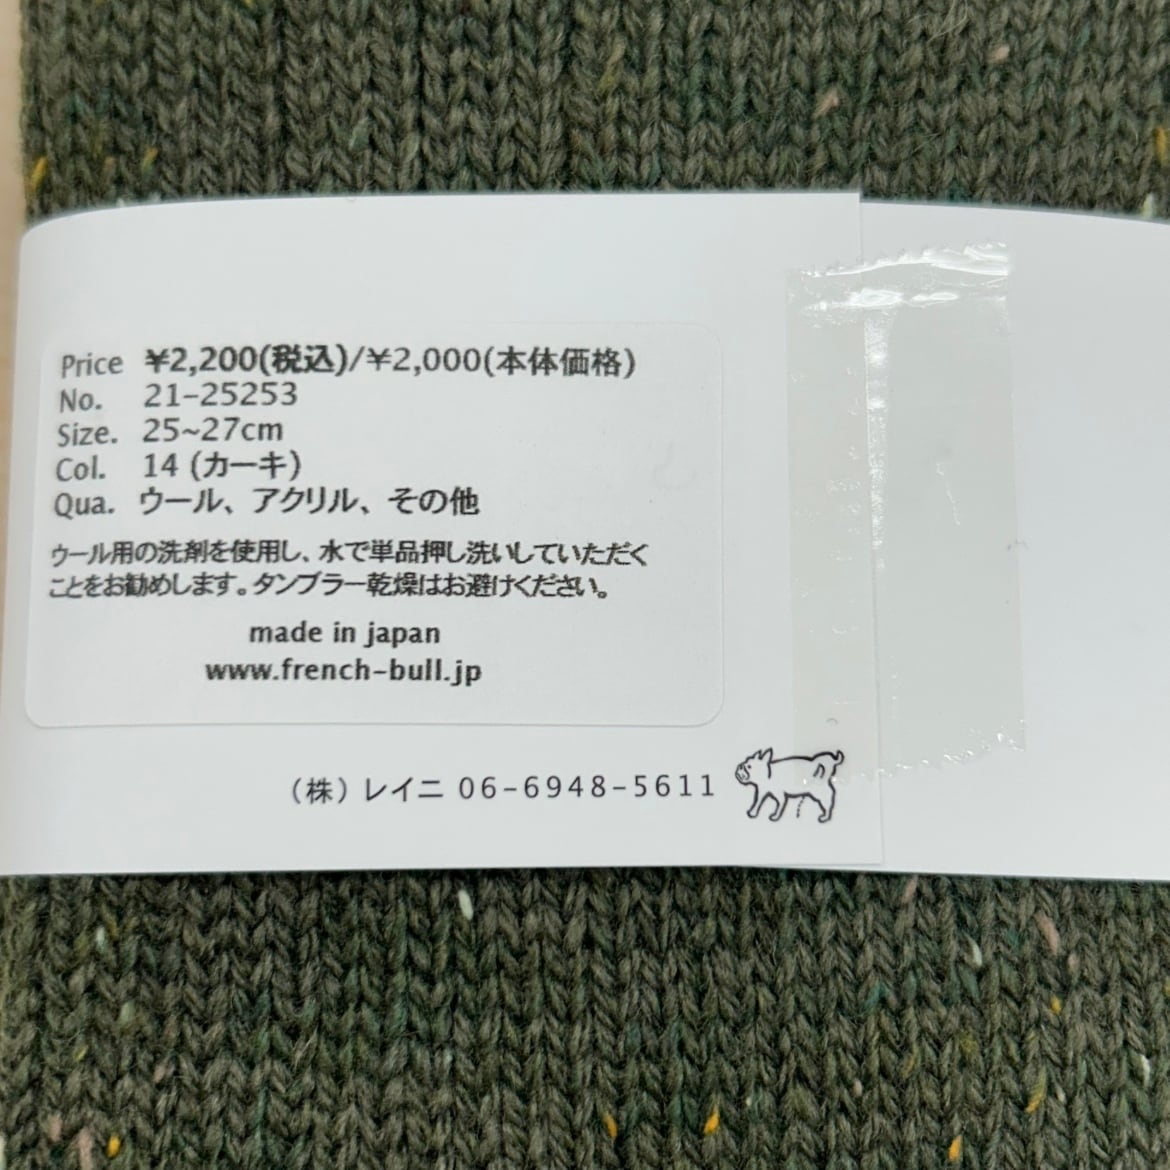 Price ¥2,200(税込)/¥2,000(本体価格)
No. 21-25253
Size. 25~27cm
Col. 14 (カーキ)
Qua. ウール、アクリル、その他
ウール用の洗剤を使用し、水で単品押し洗いしていただく
ことをお勧めします。タンブラー乾燥はお避けください。
made in japan
www.french-bull.jp
(株)レイニ 06-6948-5611